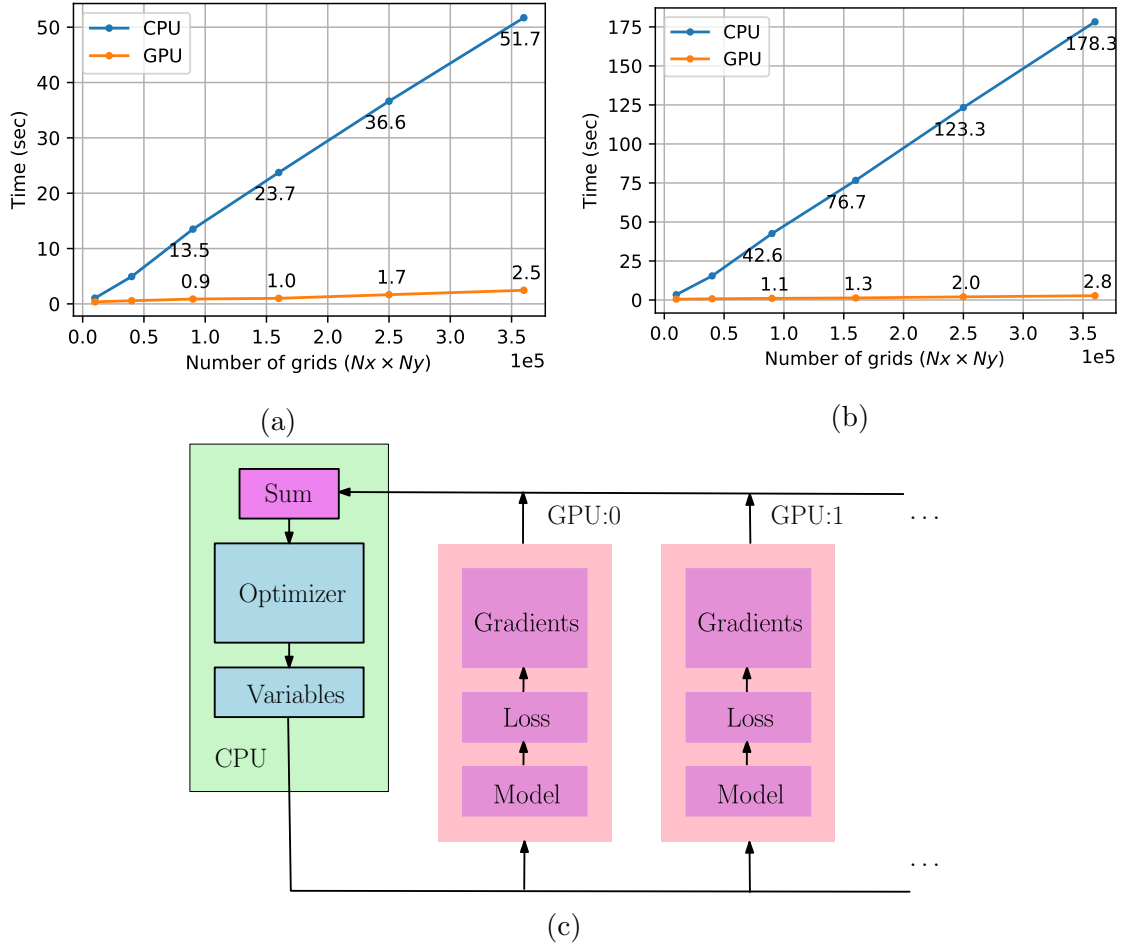 CPU
GPU
50
40
30
20
10
0
Time (sec)
51.7
36.6
23.7
13.5
0.9
1.0
1.7
2.5
0.0 0.5 1.0 1.5 2.0 2.5 3.0 3.5
Number of grids (Nx × Ny)
1e5
(a)
CPU
GPU
175
150
125
100
75
50
25
0
Time (sec)
178.3
123.3
76.7
42.6
1.1
1.3
2.0
2.8
0.0 0.5 1.0 1.5 2.0 2.5 3.0 3.5
Number of grids (Nx × Ny)
1e5
(b)
Sum
Optimizer
Variables
CPU
GPU:0
Gradients
Loss
Model
GPU:1
Gradients
Loss
Model
...
...
(c)